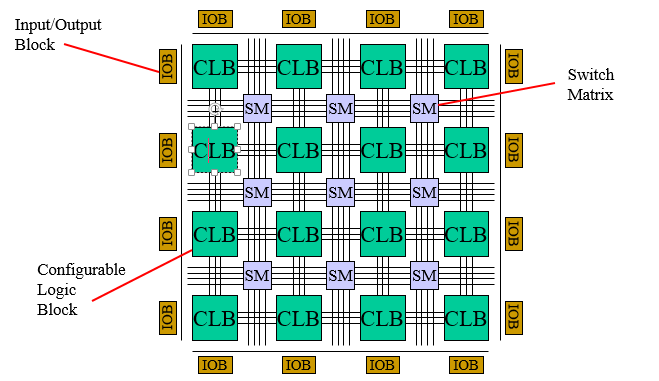 Input/Output
Block
IOB IOB IOB IOB
IOB CLB CLB CLB CLB IOB
Switch
Matrix
SM SM SM
IOB CLB CLB CLB CLB IOB
SM SM SM
IOB CLB CLB CLB CLB IOB
Configurable
Logic
Block
SM SM SM
IOB CLB CLB CLB CLB IOB
IOB IOB IOB IOB